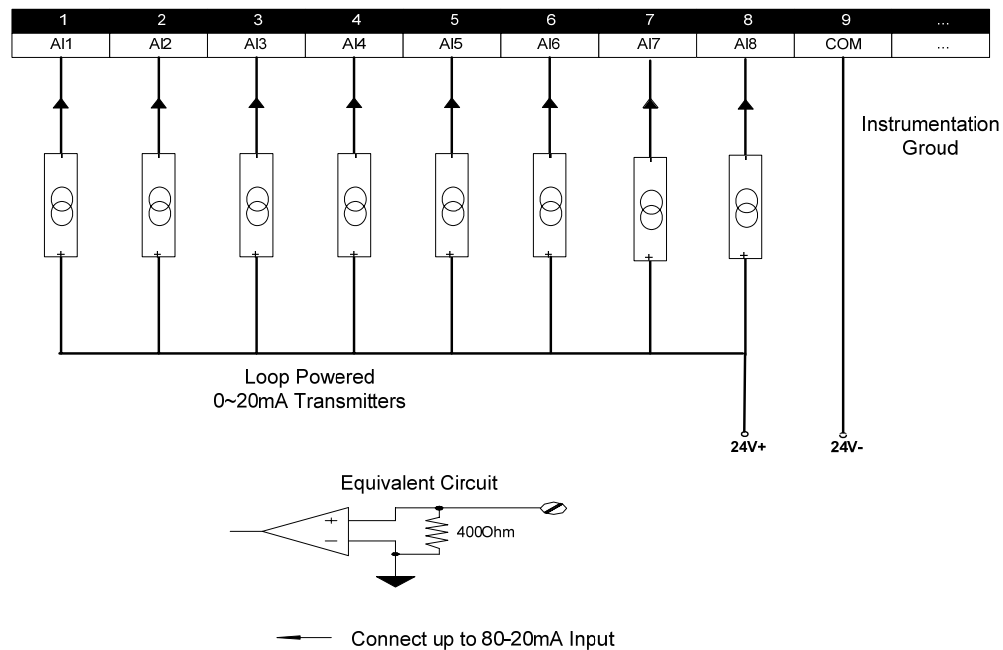 1 2 3 4 5 6 7 8 9 ...
AI1 AI2 AI3 AI4 AI5 AI6 AI7 AI8 COM ...
Instrumentation
Groud
+ + + + + + + +
Loop Powered
0~20mA Transmitters
24V+ 24V-
Equivalent Circuit
+
400Ohm
—
Connect up to 80-20mA Input